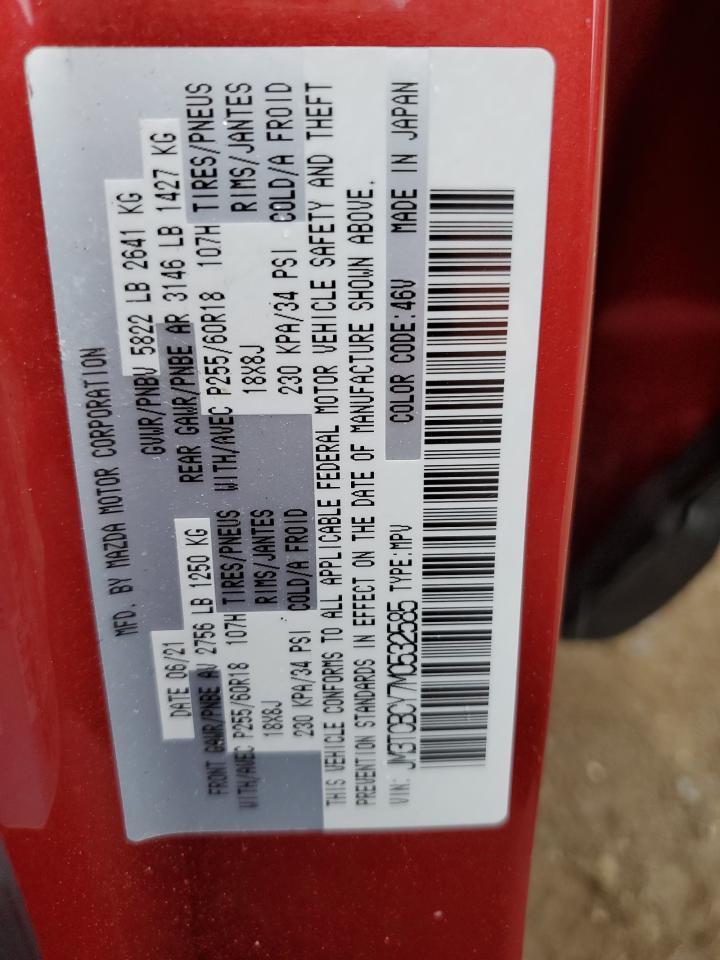 MFD. BY MAZDA MOTOR CORPORATION
DATE 06/21 GVWR/PNBV 5822 LB 2641 KG
FRONT GAWR/PNBE AV 2756 LB 1250 KG REAR GAWR/PNBE AR 3146 LB 1427 KG
WITH/AVEC P255/60R18 107H TIRES/PNEUS WITH/AVEC P255/60R18 107H TIRES/PNEUS
18X8J RIMS/JANTES 18X8J RIMS/JANTES
230 KPA/34 PSI COLD/A FROID 230 KPA/34 PSI COLD/A FROID
THIS VEHICLE CONFORMS TO ALL APPLICABLE FEDERAL MOTOR VEHICLE SAFETY AND THEFT
PREVENTION STANDARDS IN EFFECT ON THE DATE OF MANUFACTURE SHOWN ABOVE.
VIN: JM3TCBCY7M0532585 TYPE:MPV COLOR CODE:46V MADE IN JAPAN